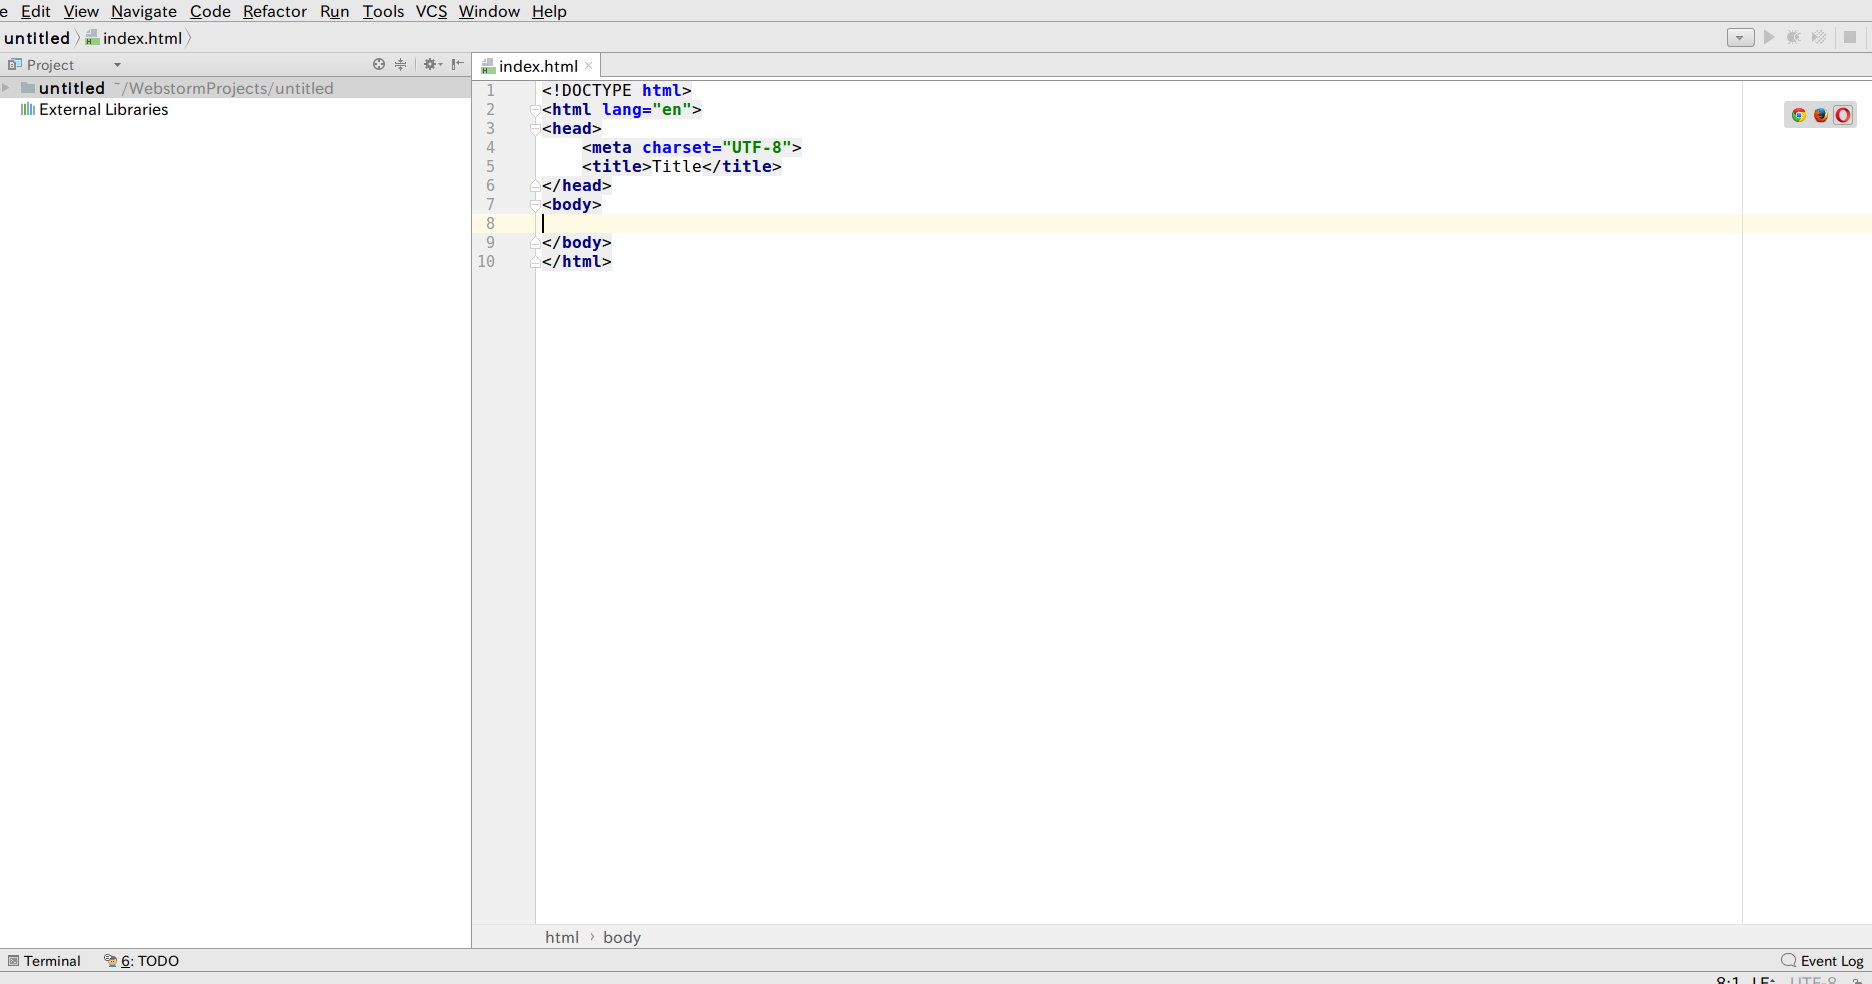 e Edit View Navigate Code Refactor Run Tools VCS Window Help
untitled index.html
Project
untitled ~/WebstormProjects/untitled
External Libraries
index.html
1 <!DOCTYPE html>
2 <html lang="en">
3 <head>
4     <meta charset="UTF-8">
5     <title>Title</title>
6 </head>
7 <body>
8
9 </body>
10 </html>
html › body
Terminal 6: TODO Event Log
8:1 LF UTF-8